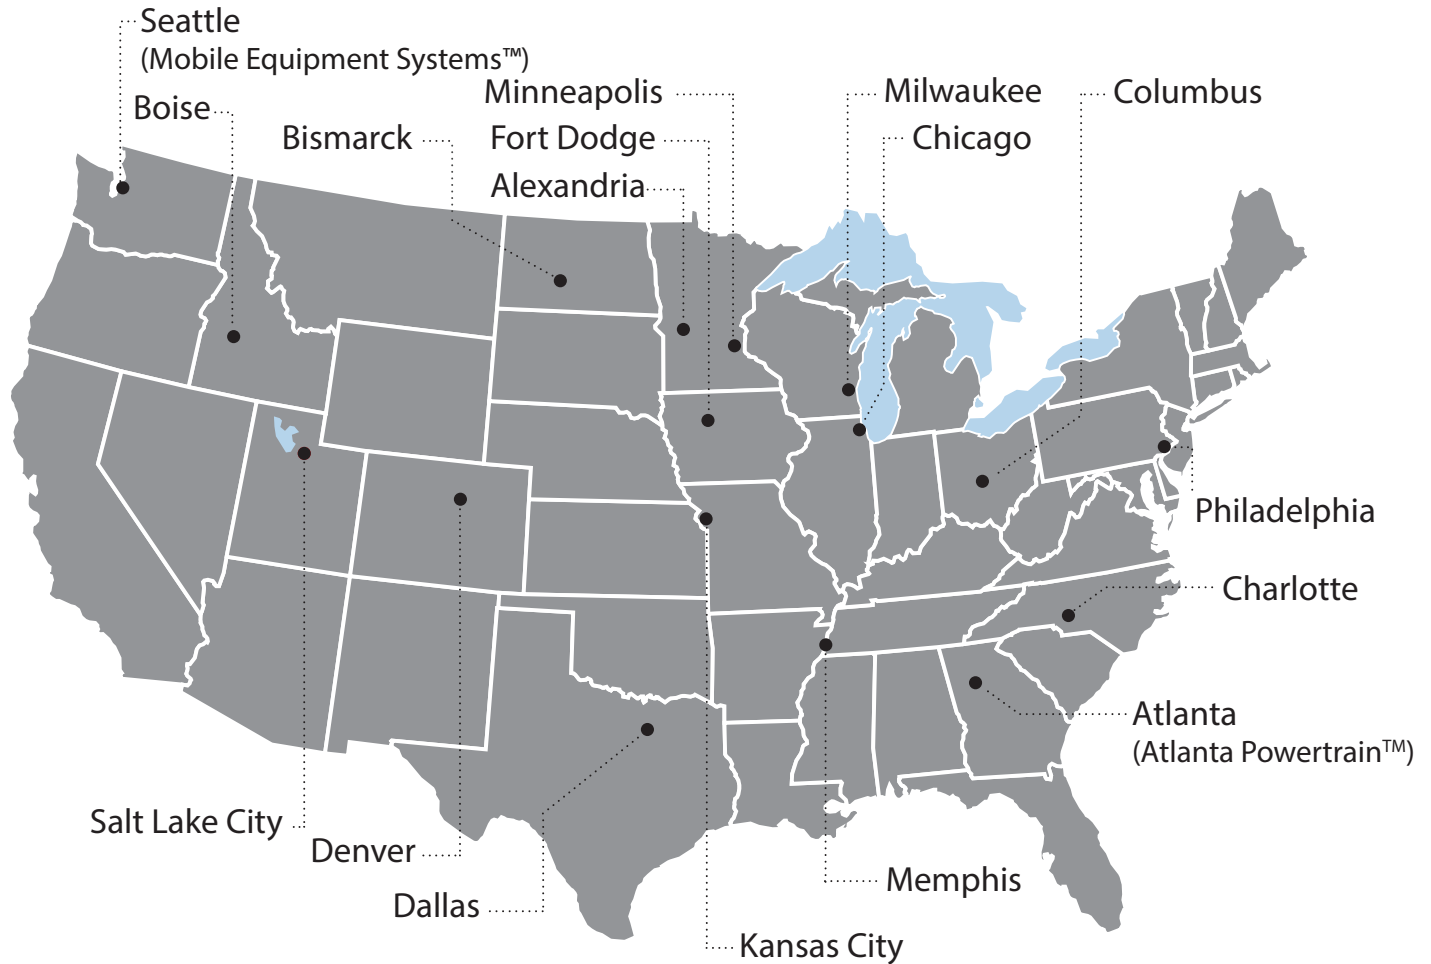 Seattle
(Mobile Equipment Systems™)
Boise
Bismarck
Minneapolis
Fort Dodge
Alexandria
Milwaukee
Chicago
Columbus
Philadelphia
Charlotte
Atlanta
(Atlanta Powertrain™)
Salt Lake City
Denver
Dallas
Memphis
Kansas City